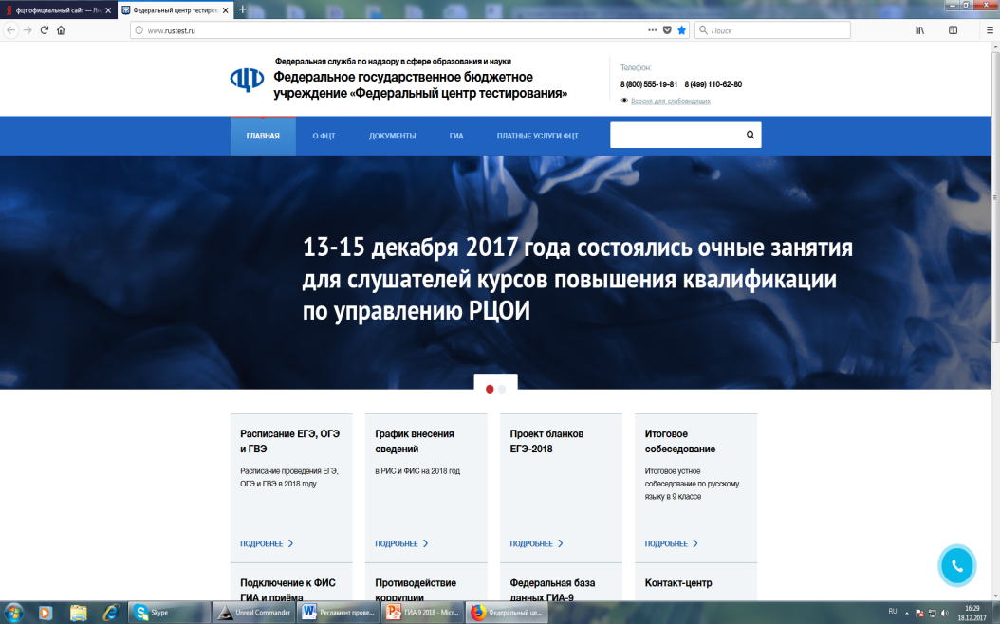 фцт официальный сайт — Ян
Федеральный центр тестиров
www.rustest.ru
Поиск
Федеральная служба по надзору в сфере образования и науки
Федеральное государственное бюджетное
учреждение «Федеральный центр тестирования»
Телефон:
8 (800) 555-19-81 8 (499) 110-62-80
Версия для слабовидящих
ЦТ
ГЛАВНАЯ
О ФЦТ
ДОКУМЕНТЫ
ГИА
ПЛАТНЫЕ УСЛУГИ ФЦТ
13-15 декабря 2017 года состоялись очные занятия
для слушателей курсов повышения квалификации
по управлению РЦОИ
Расписание ЕГЭ, ОГЭ
и ГВЭ
Расписание проведения ЕГЭ,
ОГЭ и ГВЭ в 2018 году
ПОДРОБНЕЕ
График внесения
сведений
в РИС и ФИС на 2018 год
ПОДРОБНЕЕ
Проект бланков
ЕГЭ-2018
ПОДРОБНЕЕ
Итоговое
собеседование
Итоговое устное
собеседование по русскому
языку в 9 классе
ПОДРОБНЕЕ
Подключение к ФИС
ГИА и приёма
Противодействие
коррупции
Федеральная база
данных ГИА-9
Контакт-центр
Skype
Unreal Commander
Регламент прове...
ГИА 9 2018 - Micr...
Федеральный це...
RU
16:29
18.12.2017